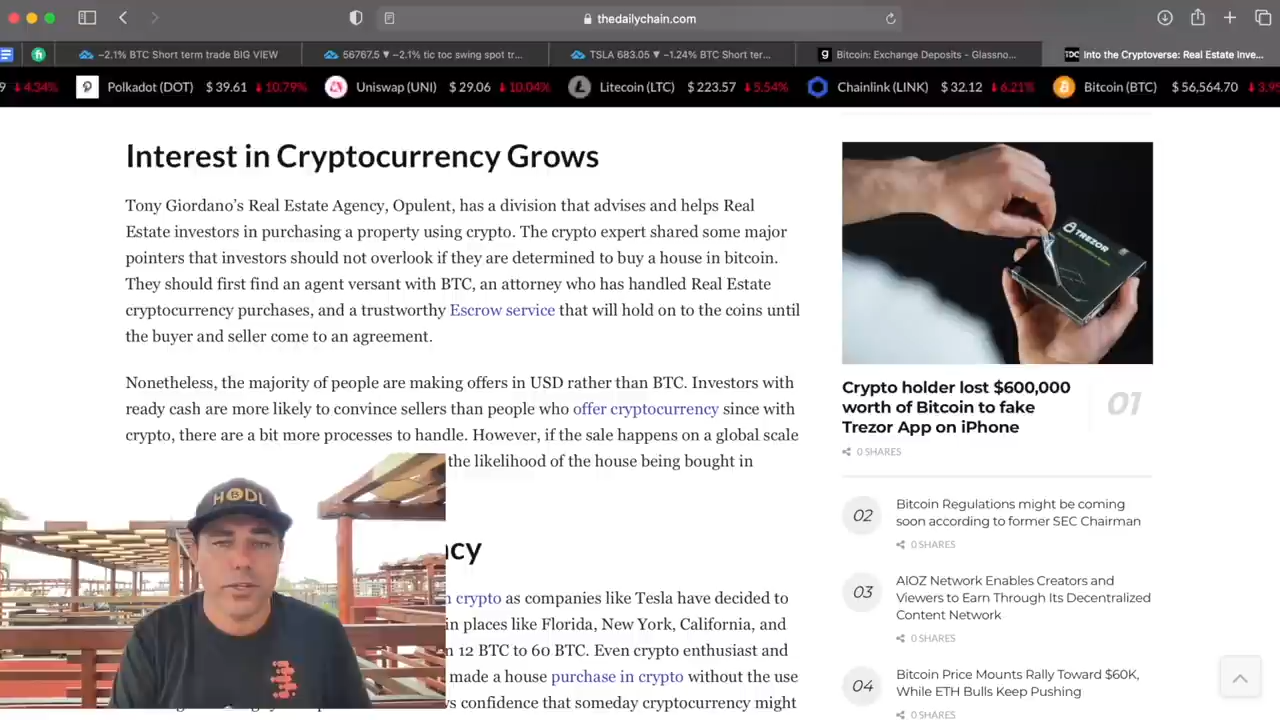 thedailychain.com
-2.1% BTC Short term trade BIG VIEW
56767.5 ▼ -2.1% tic toc swing spot tr...
TSLA 683.05 ▼ -1.24% BTC Short ter...
Bitcoin: Exchange Deposits - Glassno...
Into the Cryptoverse: Real Estate Inve...
9 ↓4.34% Polkadot (DOT) $ 39.61 ↓10.79% Uniswap (UNI) $ 29.06 ↓10.04% Litecoin (LTC) $ 223.57 ↓5.54% Chainlink (LINK) $ 32.12 ↓6.21% Bitcoin (BTC) $ 56,564.70 ↓3.9
Interest in Cryptocurrency Grows
Tony Giordano's Real Estate Agency, Opulent, has a division that advises and helps Real
Estate investors in purchasing a property using crypto. The crypto expert shared some major
pointers that investors should not overlook if they are determined to buy a house in bitcoin.
They should first find an agent versant with BTC, an attorney who has handled Real Estate
cryptocurrency purchases, and a trustworthy Escrow service that will hold on to the coins until
the buyer and seller come to an agreement.
Nonetheless, the majority of people are making offers in USD rather than BTC. Investors with
ready cash are more likely to convince sellers than people who offer cryptocurrency since with
crypto, there are a bit more processes to handle. However, if the sale happens on a global scale
the likelihood of the house being bought in
cy
crypto as companies like Tesla have decided to
in places like Florida, New York, California, and
12 BTC to 60 BTC. Even crypto enthusiast and
made a house purchase in crypto without the use
confidence that someday cryptocurrency might
HODL
TREZOR
Crypto holder lost $600,000
worth of Bitcoin to fake
Trezor App on iPhone
01
0 SHARES
02
Bitcoin Regulations might be coming
soon according to former SEC Chairman
0 SHARES
03
AIOZ Network Enables Creators and
Viewers to Earn Through Its Decentralized
Content Network
0 SHARES
04
Bitcoin Price Mounts Rally Toward $60K,
While ETH Bulls Keep Pushing
0 SHARES